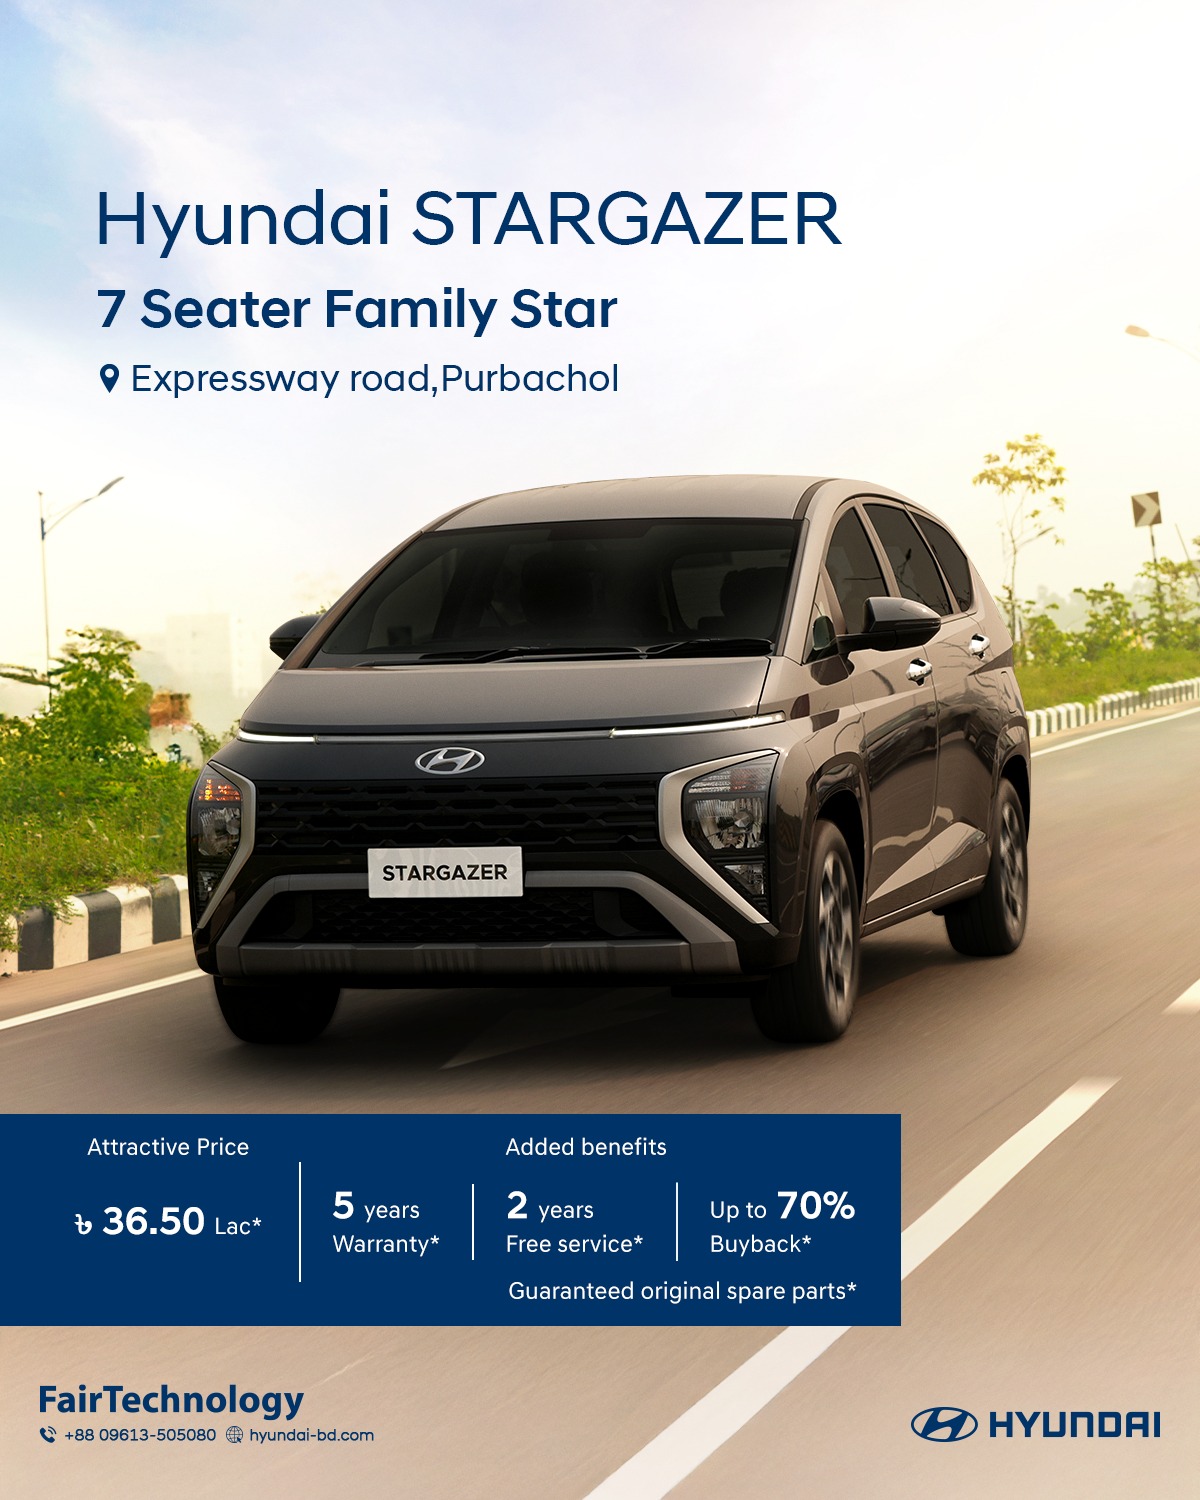 Hyundai STARGAZER
7 Seater Family Star
Expressway road,Purbachol
STARGAZER
Attractive Price
৳ 36.50 Lac*
Added benefits
5 years
Warranty*
2 years
Free service*
Up to 70%
Buyback*
Guaranteed original spare parts*
FairTechnology
+88 09613-505080 hyundai-bd.com
HYUNDAI